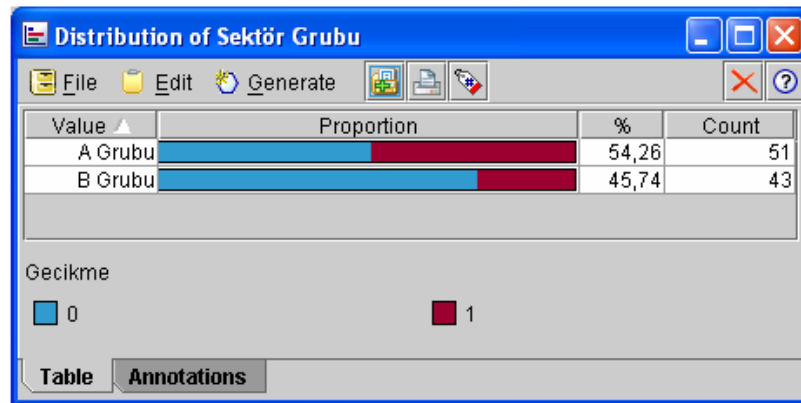 Distribution of Sektör Grubu
File Edit Generate
Value Proportion % Count
A Grubu 54,26 51
B Grubu 45,74 43
Gecikme
0 1
Table Annotations